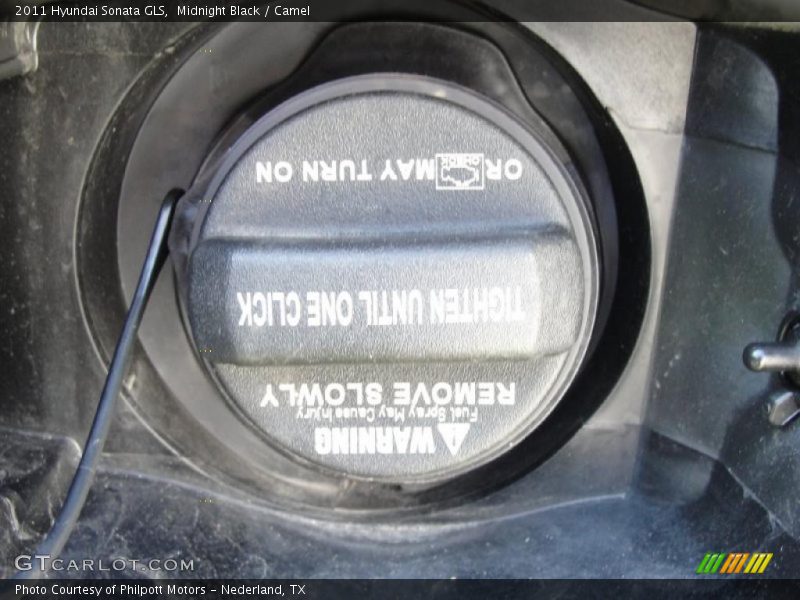 2011 Hyundai Sonata GLS, Midnight Black / Camel
WARNING
Fuel Spray May Cause Injury
REMOVE SLOWLY
TIGHTEN UNTIL ONE CLICK
OR CHECK MAY TURN ON
GTCARLOT.COM
Photo Courtesy of Philpott Motors – Nederland, TX